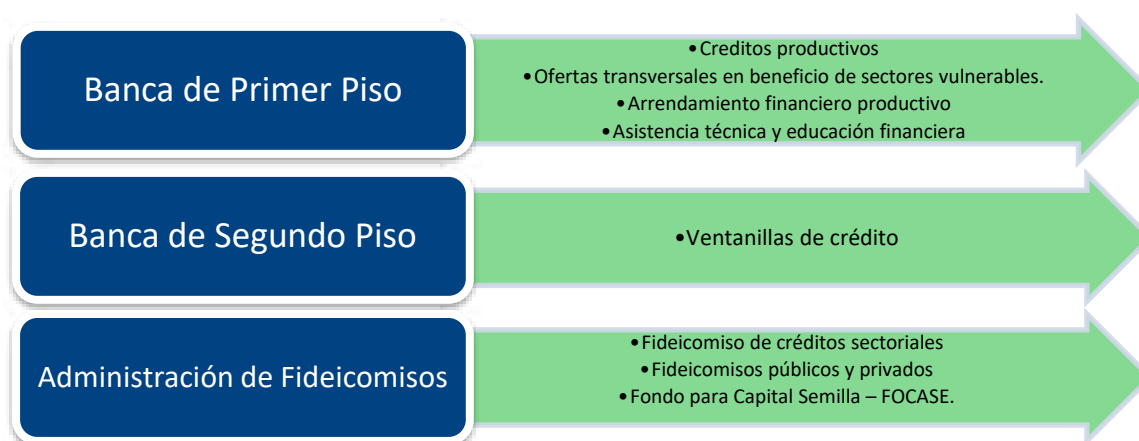 Banca de Primer Piso
•Creditos productivos
•Ofertas transversales en beneficio de sectores vulnerables.
•Arrendamiento financiero productivo
•Asistencia técnica y educación financiera
Banca de Segundo Piso
•Ventanillas de crédito
Administración de Fideicomisos
•Fideicomiso de créditos sectoriales
•Fideicomisos públicos y privados
•Fondo para Capital Semilla – FOCASE.